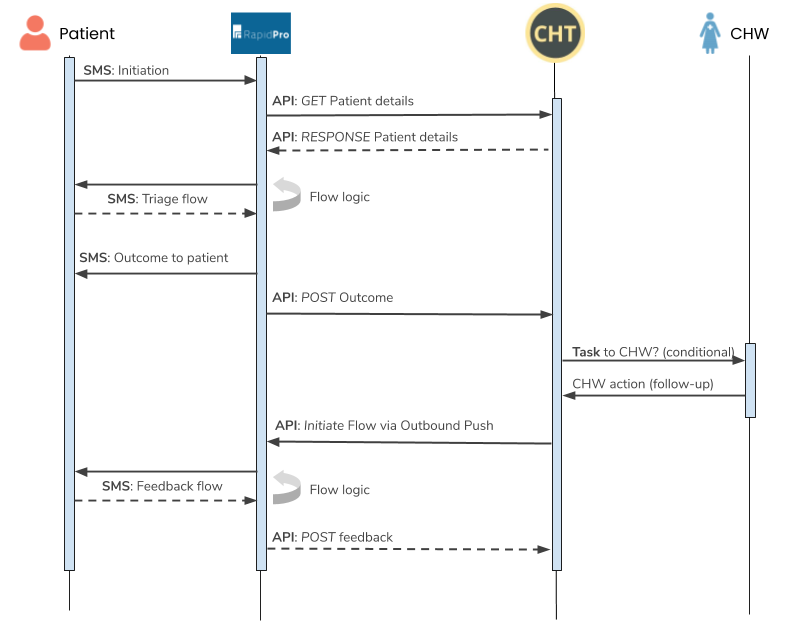 Patient
RapidPro
CHT
CHW
SMS: Initiation
API: GET Patient details
API: RESPONSE Patient details
SMS: Triage flow
Flow logic
SMS: Outcome to patient
API: POST Outcome
Task to CHW? (conditional)
CHW action (follow-up)
API: Initiate Flow via Outbound Push
SMS: Feedback flow
Flow logic
API: POST feedback